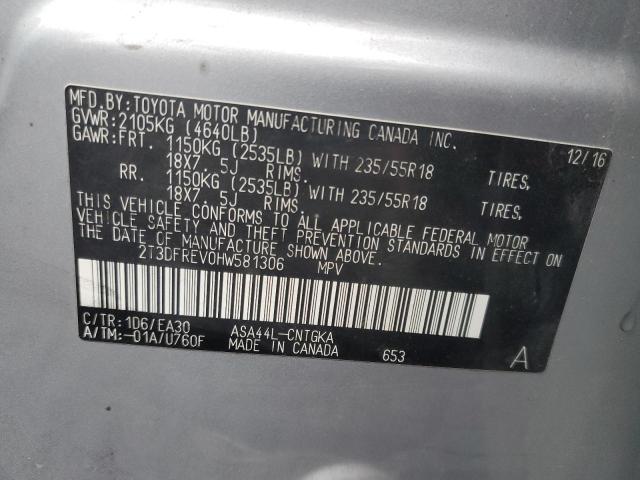 MFD.BY:TOYOTA MOTOR MANUFACTURING CANADA INC.
GVWR:2105KG (4640LB) 12/16
GAWR:FRT. 1150KG (2535LB) WITH 235/55R18 TIRES,
18X7. 5J RIMS.
RR. 1150KG (2535LB) WITH 235/55R18 TIRES,
18X7. 5J RIMS.
THIS VEHICLE CONFORMS TO ALL APPLICABLE FEDERAL MOTOR
VEHICLE SAFETY AND THEFT PREVENTION STANDARDS IN EFFECT ON
THE DATE OF MANUFACTURE SHOWN ABOVE.
2T3DFREV0HW581306 MPV
C/TR:1D6/EA30 ASA44L-CNTGKA
A/TM:-01A/U760F MADE IN CANADA 653 A